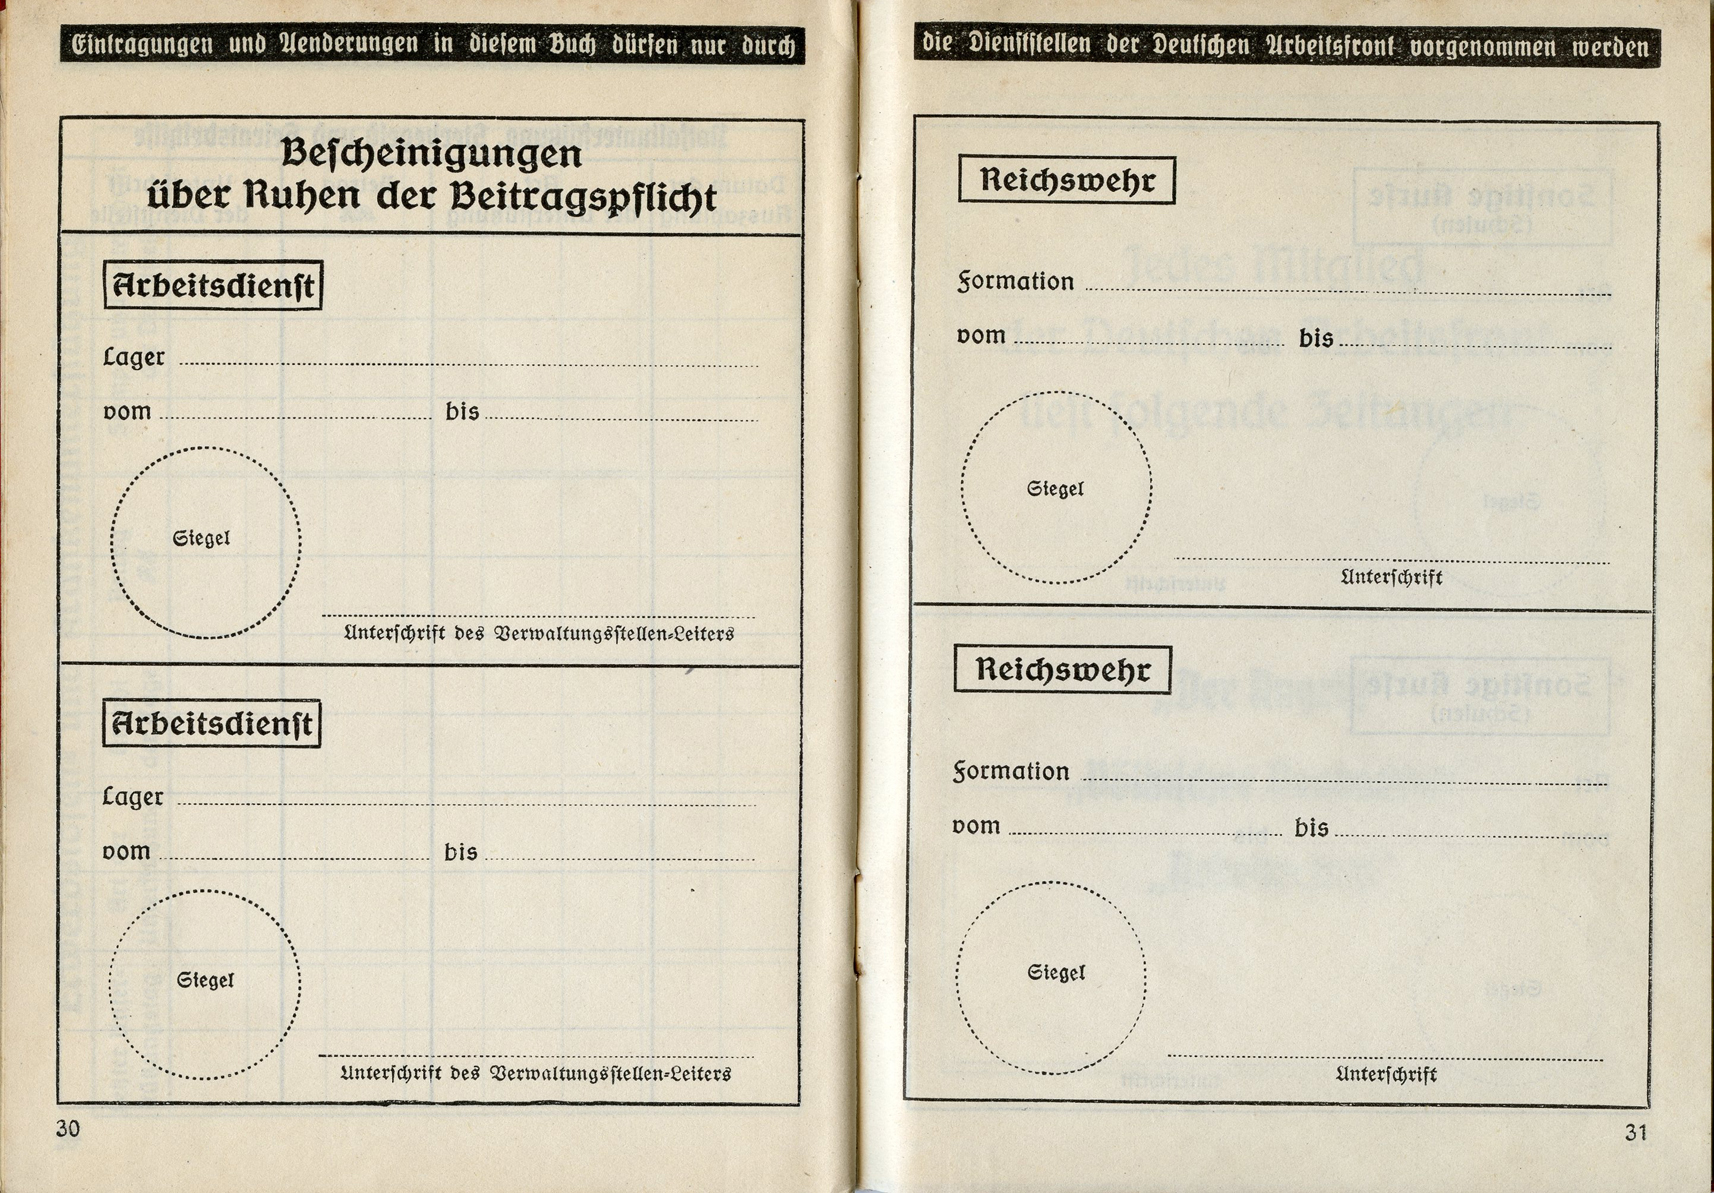 Eintragungen und Aenderungen in diesem Buch dürfen nur durch
Bescheinigungen
über Ruhen der Beitragspflicht
Arbeitsdienst
Lager
vom bis
Siegel
Unterschrift des Verwaltungsstellen-Leiters
Arbeitsdienst
Lager
vom bis
Siegel
Unterschrift des Verwaltungsstellen-Leiters
30
die Dienststellen der Deutschen Arbeitsfront vorgenommen werden
Reichswehr
Formation
vom bis
Siegel
Unterschrift
Reichswehr
Formation
vom bis
Siegel
Unterschrift
31